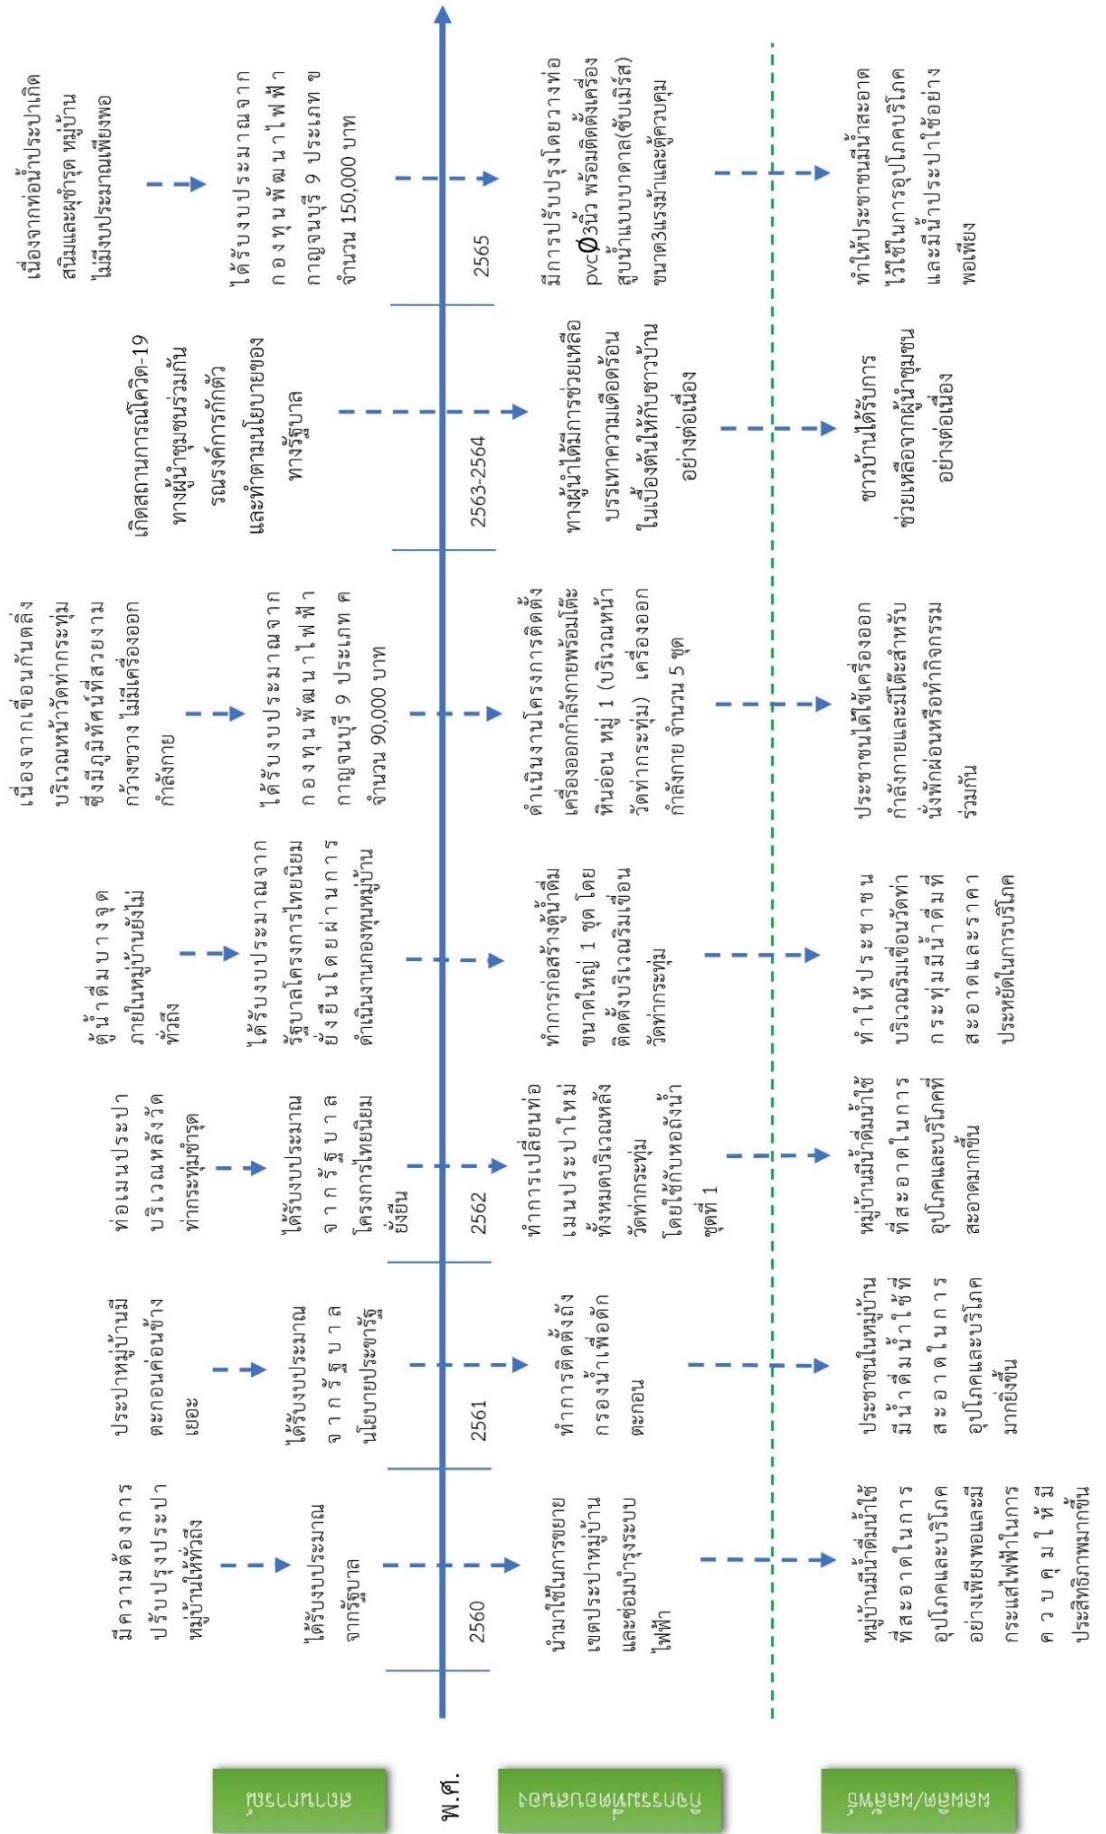 สถานการณ์
มีความต้องการ
ปรับปรุงประปา
หมู่บ้านให้ทั่วถึง
ได้รับงบประมาณ
จากรัฐบาล
ประปาหมู่บ้านมี
ตะกอนค่อนข้าง
เยอะ
ได้รับงบประมาณ
จากรัฐบาล
นโยบายประชารัฐ
ท่อเมนประปา
บริเวณหลังวัด
ท่ากระทุ่มชำรุด
ได้รับงบประมาณ
จากรัฐบาล
โครงการไทยนิยม
ยั่งยืน
ตู้น้ำดื่มบางจุด
ภายในหมู่บ้านยังไม่
ทั่วถึง
ได้รับงบประมาณจาก
รัฐบาลโครงการไทยนิยม
ยั่งยืนโดยผ่านการ
ดำเนินงานกองทุนหมู่บ้าน
เนื่องจากเขื่อนกันตลิ่ง
บริเวณหน้าวัดท่ากระทุ่ม
ซึ่งมีภูมิทัศน์ที่สวยงาม
กว้างขวาง ไม่มีเครื่องออก
กำลังกาย
ได้รับงบประมาณจาก
กองทุนพัฒนาไฟฟ้า
กาญจนบุรี 9 ประเภท ค
จำนวน 90,000 บาท
เกิดสถานการณ์โควิด-19
ทางผู้นำชุมชนร่วมกัน
รณรงค์การกักตัว
และทำตามนโยบายของ
ทางรัฐบาล
เนื่องจากท่อน้ำประปาเกิด
สนิมและผุชำรุด หมู่บ้าน
ไม่มีงบประมาณเพียงพอ
ได้รับงบประมาณจาก
กองทุนพัฒนาไฟฟ้า
กาญจนบุรี 9 ประเภท ข
จำนวน 150,000 บาท
พ.ศ.
2560
2561
2562
2563-2564
2565
กิจกรรมที่ตอบสนอง
นำมาใช้ในการขยาย
เขตประปาหมู่บ้าน
และซ่อมบำรุงระบบ
ไฟฟ้า
ทำการติดตั้งถัง
กรองน้ำเพื่อดัก
ตะกอน
ทำการเปลี่ยนท่อ
เมนประปาใหม่
ทั้งหมดบริเวณหลัง
วัดท่ากระทุ่ม
โดยใช้กับหอถังน้ำ
ชุดที่ 1
ทำการก่อสร้างตู้น้ำดื่ม
ขนาดใหญ่ 1 ชุด โดย
ติดตั้งบริเวณริมเขื่อน
วัดท่ากระทุ่ม
ดำเนินงานโครงการติดตั้ง
เครื่องออกกำลังกายพร้อมโต๊ะ
หินอ่อน หมู่ 1 (บริเวณหน้า
วัดท่ากระทุ่ม) เครื่องออก
กำลังกาย จำนวน 5 ชุด
ทางผู้นำได้มีการช่วยเหลือ
บรรเทาความเดือดร้อน
ในเบื้องต้นให้กับชาวบ้าน
อย่างต่อเนื่อง
มีการปรับปรุงโดยวางท่อ
pvcØ3นิ้ว พร้อมติดตั้งเครื่อง
สูบน้ำแบบบาดาล(ซับเมิร์ส)
ขนาด3แรงม้าและตู้ควบคุม
ผลผลิต/ผลลัพธ์
หมู่บ้านมีน้ำดื่มน้ำใช้
ที่สะอาดในการ
อุปโภคและบริโภค
อย่างเพียงพอและมี
กระแสไฟฟ้าในการ
ควบคุมให้มี
ประสิทธิภาพมากขึ้น
ประชาชนในหมู่บ้าน
มีน้ำดื่มน้ำใช้ที่
สะอาดในการ
อุปโภคและบริโภค
มากยิ่งขึ้น
หมู่บ้านมีน้ำดื่มน้ำใช้
ที่สะอาดในการ
อุปโภคและบริโภคที่
สะอาดมากขึ้น
ทำให้ประชาชน
บริเวณริมเขื่อนวัดท่า
กระทุ่มมีน้ำดื่มที่
สะอาดและราคา
ประหยัดในการบริโภค
ประชาชนได้ใช้เครื่องออก
กำลังกายและมีโต๊ะสำหรับ
นั่งพักผ่อนหรือทำกิจกรรม
ร่วมกัน
ชาวบ้านได้รับการ
ช่วยเหลือจากผู้นำชุมชน
อย่างต่อเนื่อง
ทำให้ประชาชนมีน้ำสะอาด
ไว้ใช้ในการอุปโภคบริโภค
และมีน้ำประปาใช้อย่าง
พอเพียง